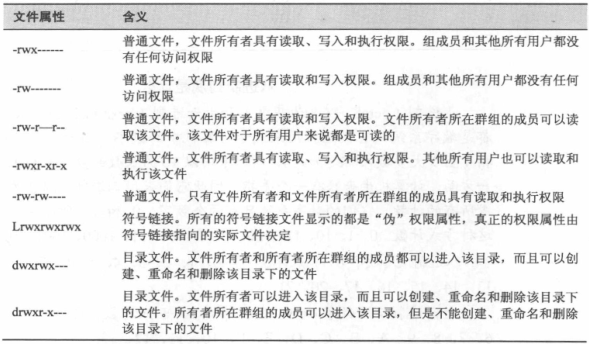 文件属性 含义
-rwx------ 普通文件，文件所有者具有读取、写入和执行权限。组成员和其他所有用户都没
有任何访问权限
-rw------- 普通文件，文件所有者具有读取和写入权限。组成员和其他所有用户都没有任何
访问权限
-rw-r—r-- 普通文件，文件所有者具有读取和写入权限。文件所有者所在群组的成员可以读
取该文件。该文件对于所有用户来说都是可读的
-rwxr-xr-x 普通文件，文件所有者具有读取、写入和执行权限。其他所有用户也可以读取和
执行该文件
-rw-rw---- 普通文件，只有文件所有者和文件所有者所在群组的成员具有读取和执行权限
Lrwxrwxrwx 符号链接。所有的符号链接文件显示的都是“伪”权限属性，真正的权限属性由
符号链接指向的实际文件决定
dwxrwx--- 目录文件。文件所有者和所有者所在群组的成员都可以进入该目录，而且可以创
建、重命名和删除该目录下的文件
drwxr-x--- 目录文件。文件所有者可以进入该目录，而且可以创建、重命名和删除该目录下
的文件。所有者所在群组的成员可以进入该目录，但是不能创建、重命名和删除
该目录下的文件